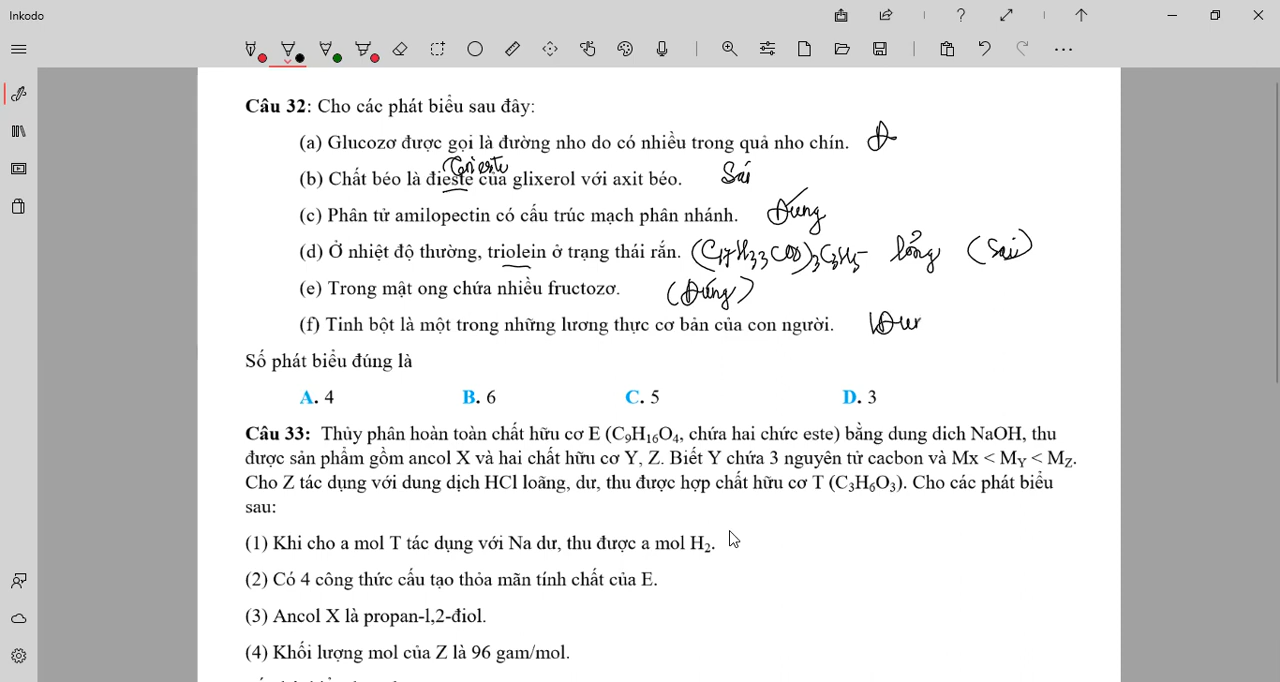 Inkodo
Câu 32: Cho các phát biểu sau đây:
(a) Glucozơ được gọi là đường nho do có nhiều trong quả nho chín. Đ
Tri este
(b) Chất béo là đieste của glixerol với axit béo. Sai
(c) Phân tử amilopectin có cấu trúc mạch phân nhánh. Đúng
(d) Ở nhiệt độ thường, triolein ở trạng thái rắn. (C17H33COO)3C3H5 lỏng (Sai)
(e) Trong mật ong chứa nhiều fructozơ. (Đúng)
(f) Tinh bột là một trong những lương thực cơ bản của con người. Đun
Số phát biểu đúng là
A. 4 B. 6 C. 5 D. 3
Câu 33: Thủy phân hoàn toàn chất hữu cơ E (C9H16O4, chứa hai chức este) bằng dung dich NaOH, thu
được sản phẩm gồm ancol X và hai chất hữu cơ Y, Z. Biết Y chứa 3 nguyên tử cacbon và Mx < MY < MZ.
Cho Z tác dụng với dung dịch HCl loãng, dư, thu được hợp chất hữu cơ T (C3H6O3). Cho các phát biểu
sau:
(1) Khi cho a mol T tác dụng với Na dư, thu được a mol H2.
(2) Có 4 công thức cấu tạo thỏa mãn tính chất của E.
(3) Ancol X là propan-l,2-điol.
(4) Khối lượng mol của Z là 96 gam/mol.